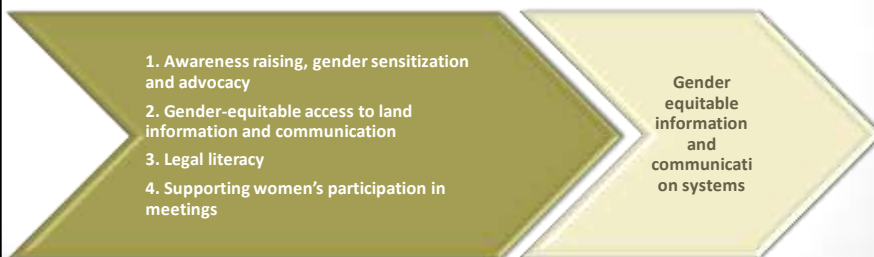 1. Awareness raising, gender sensitization
and advocacy
2. Gender-equitable access to land
information and communication
3. Legal literacy
4. Supporting women’s participation in
meetings
Gender
equitable
information
and
communicati
on systems